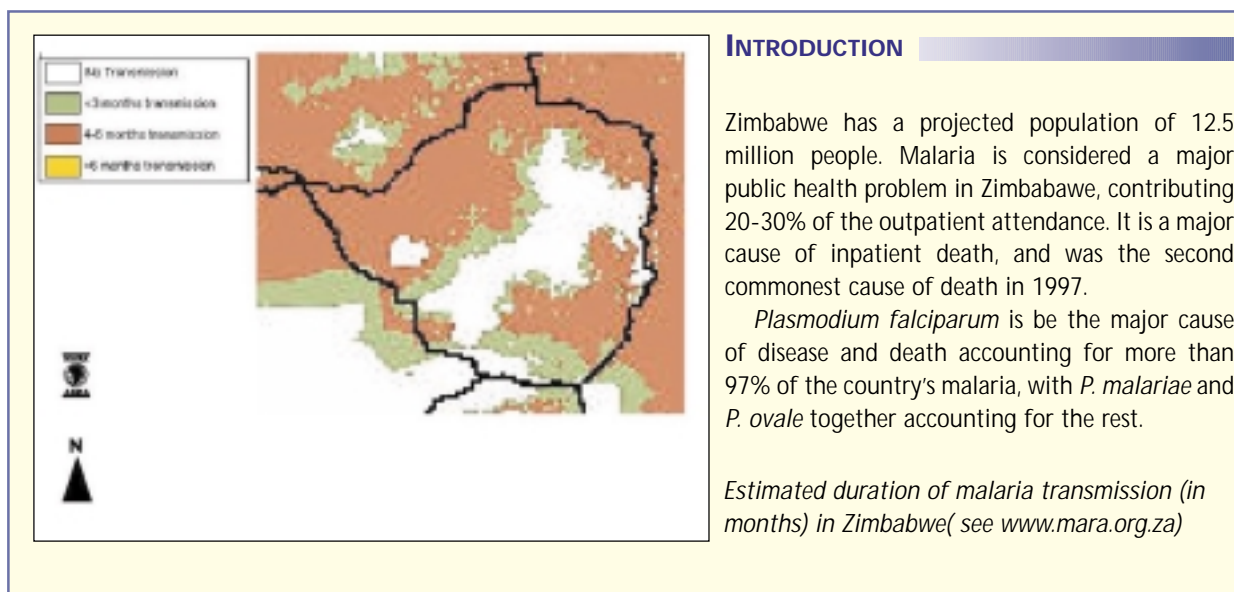 No Transmission
<3 months transmission
4-6 months transmission
>6 months transmission
N
INTRODUCTION
Zimbabwe has a projected population of 12.5
million people. Malaria is considered a major
public health problem in Zimbabawe, contributing
20-30% of the outpatient attendance. It is a major
cause of inpatient death, and was the second
commonest cause of death in 1997.
Plasmodium falciparum is be the major cause
of disease and death accounting for more than
97% of the country's malaria, with P. malariae and
P. ovale together accounting for the rest.
Estimated duration of malaria transmission (in
months) in Zimbabwe( see www.mara.org.za)